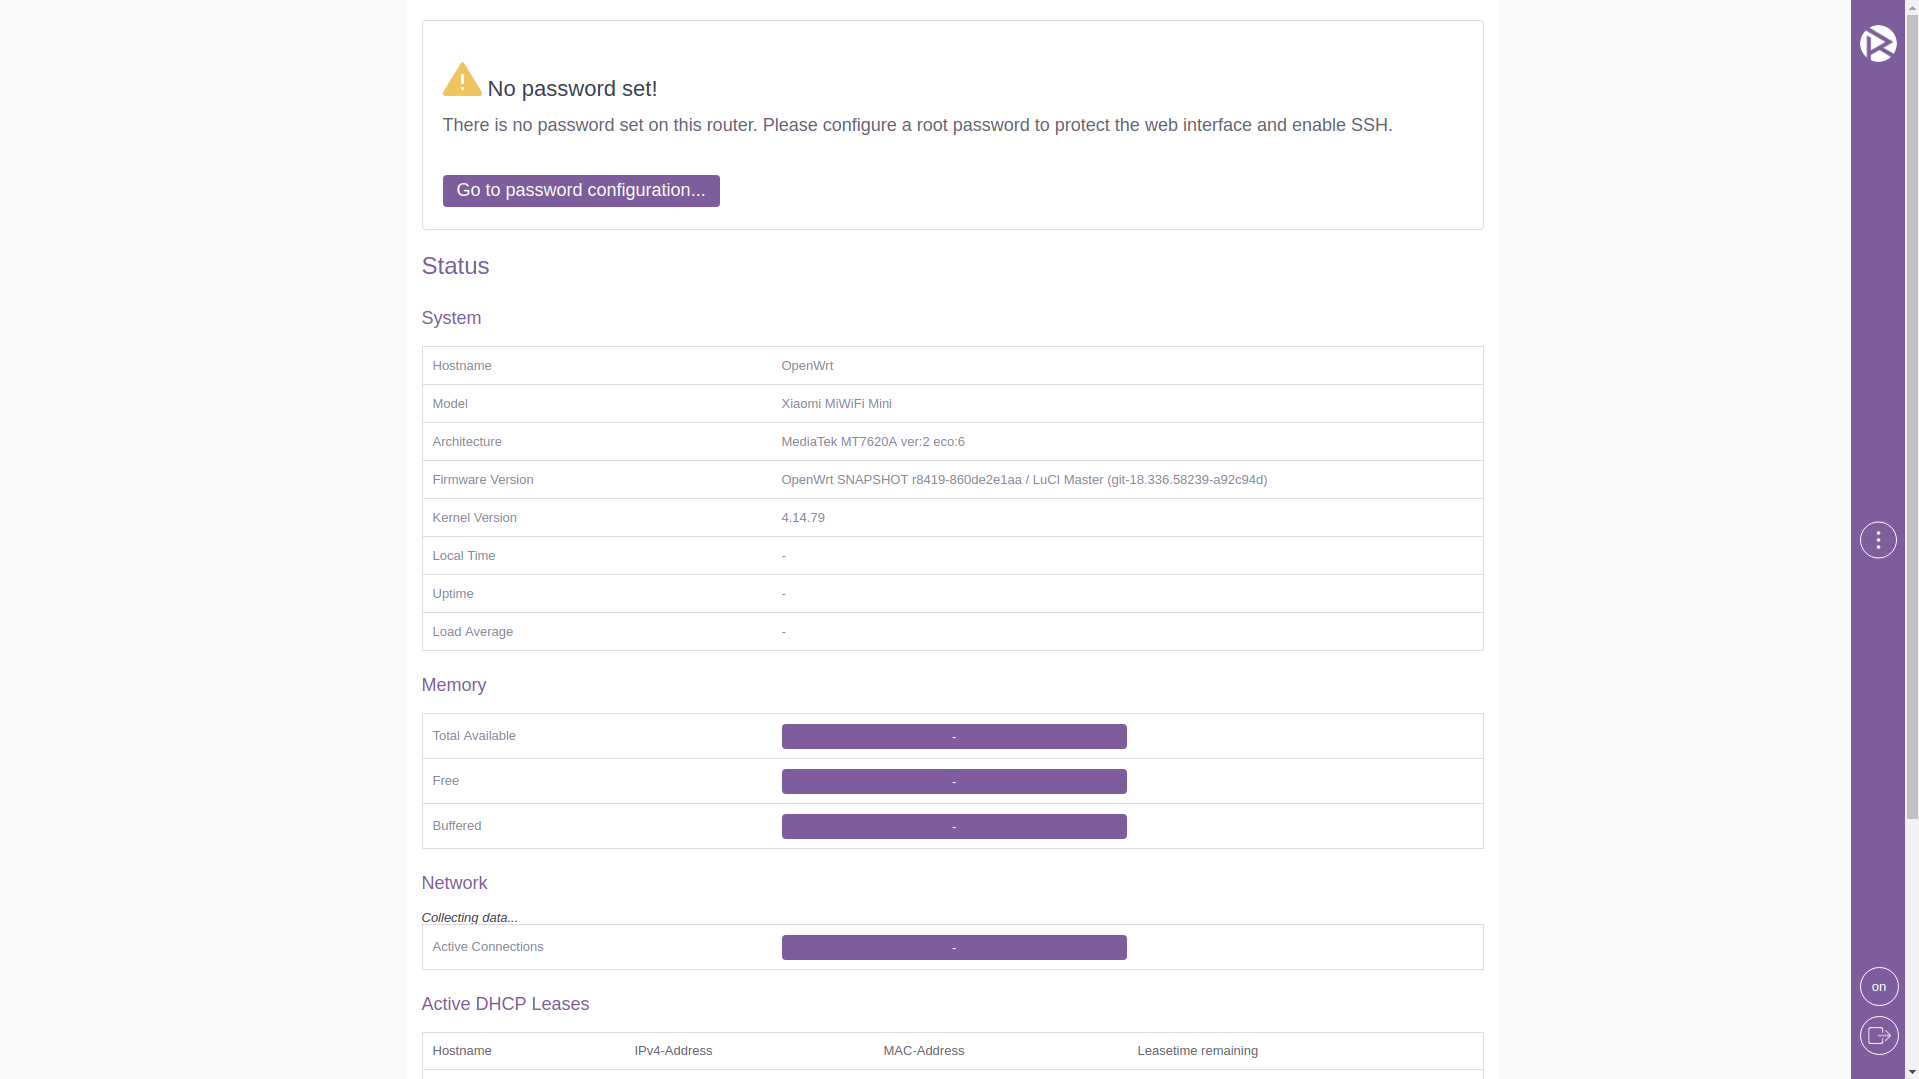 No password set!
There is no password set on this router. Please configure a root password to protect the web interface and enable SSH.
Go to password configuration...
Status
System
Hostname OpenWrt
Model Xiaomi MiWiFi Mini
Architecture MediaTek MT7620A ver:2 eco:6
Firmware Version OpenWrt SNAPSHOT r8419-860de2e1aa / LuCI Master (git-18.336.58239-a92c94d)
Kernel Version 4.14.79
Local Time -
Uptime -
Load Average -
Memory
Total Available -
Free -
Buffered -
Network
Collecting data...
Active Connections -
on
Active DHCP Leases
Hostname IPv4-Address MAC-Address Leasetime remaining